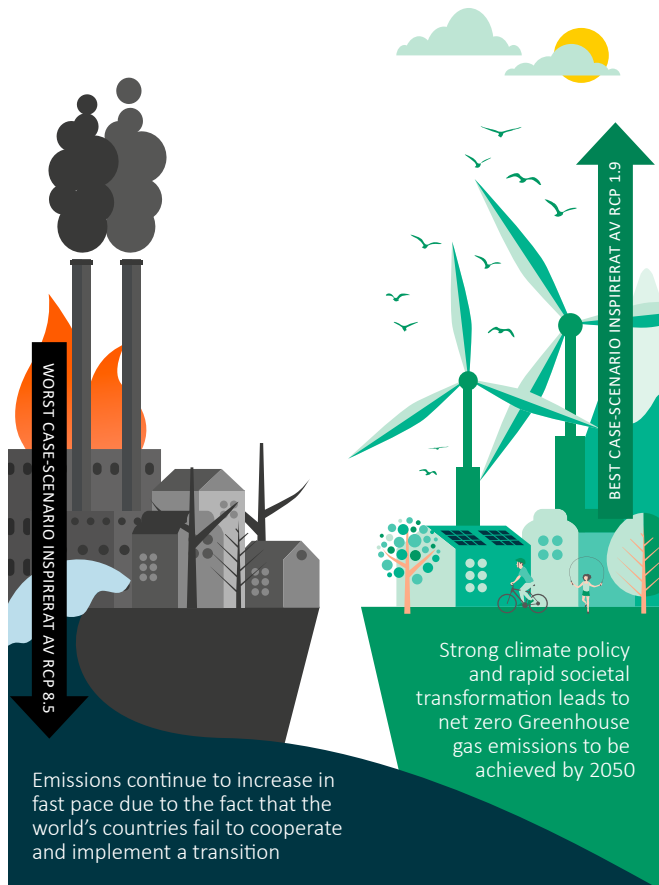 WORST CASE-SCENARIO INSPIRERAT AV RCP 8.5
Emissions continue to increase in
fast pace due to the fact that the
world’s countries fail to cooperate
and implement a transition
BEST CASE-SCENARIO INSPIRERAT AV RCP 1.9
Strong climate policy
and rapid societal
transformation leads to
net zero Greenhouse
gas emissions to be
achieved by 2050